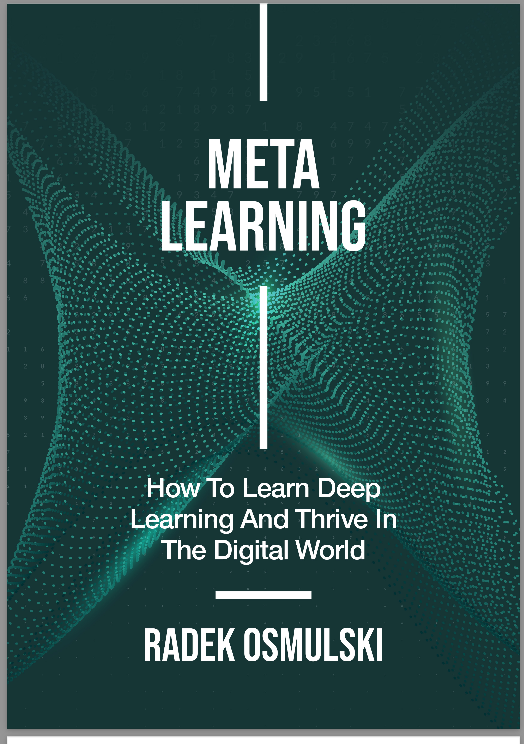 META
LEARNING
How To Learn Deep
Learning And Thrive In
The Digital World
RADEK OSMULSKI